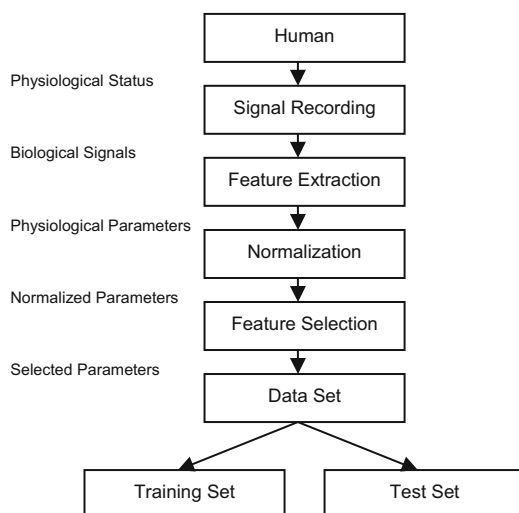 Human
Physiological Status
Signal Recording
Biological Signals
Feature Extraction
Physiological Parameters
Normalization
Normalized Parameters
Feature Selection
Selected Parameters
Data Set
Training Set
Test Set